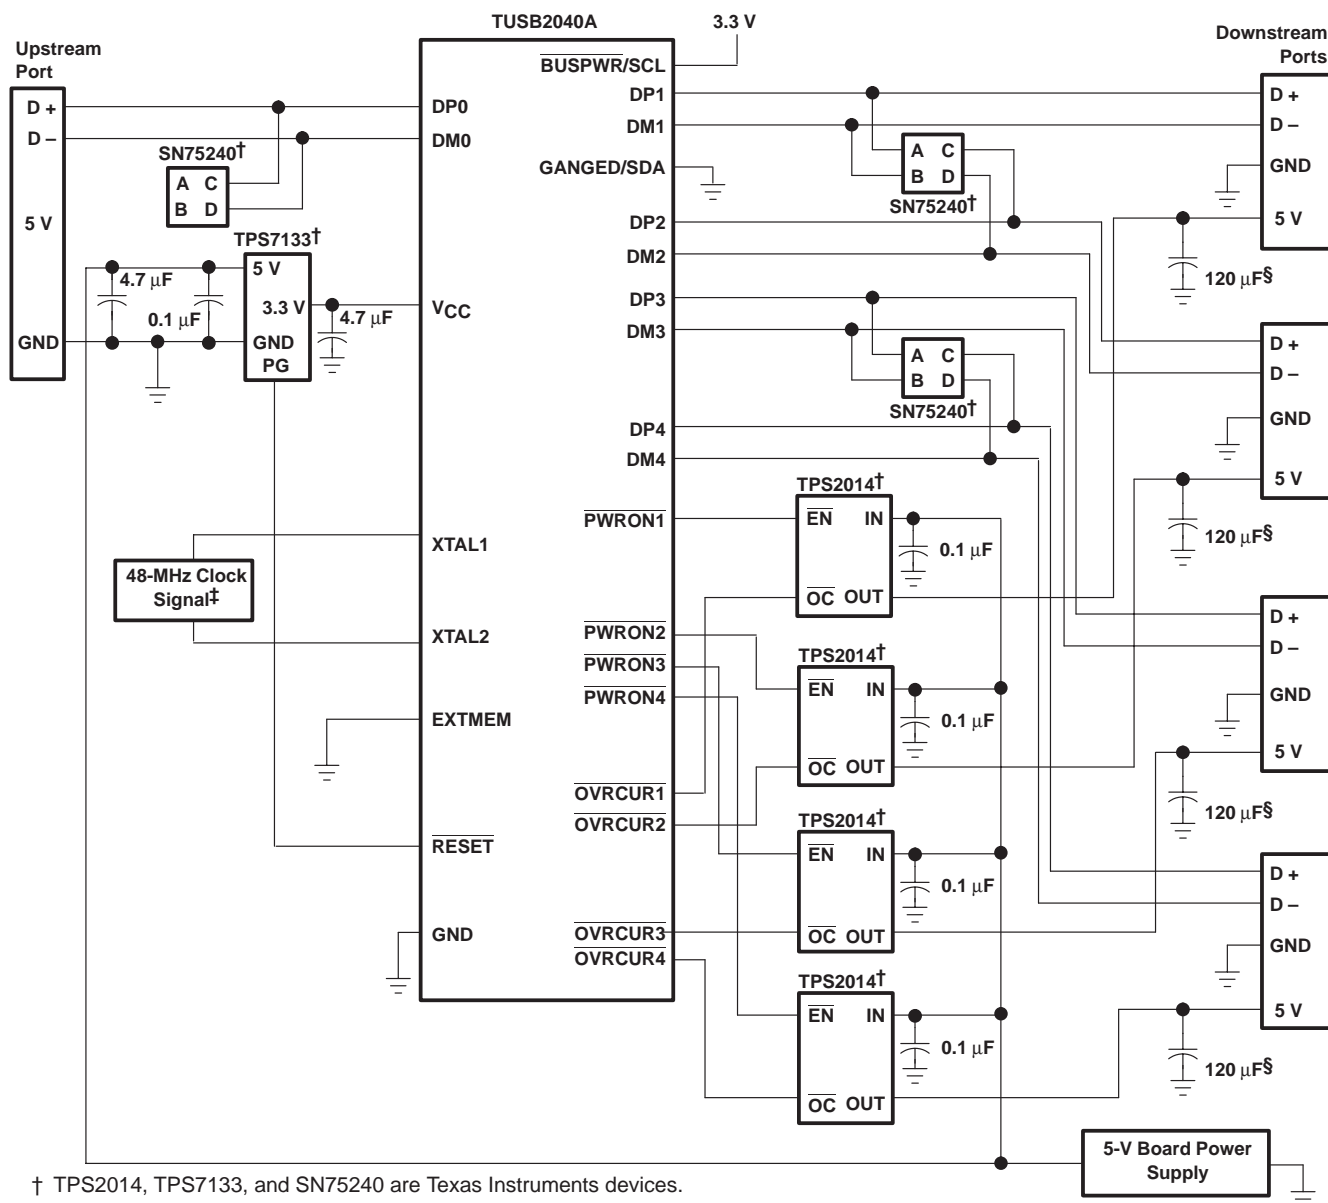 TUSB2040A
3.3 V
Upstream
Port
Downstream
Ports
D +
D –
5 V
GND
SN75240†
A C
B D
TPS7133†
5 V
3.3 V
GND
PG
4.7 µF
0.1 µF
4.7 µF
48-MHz Clock
Signal‡
DP0
DM0
VCC
XTAL1
XTAL2
EXTMEM
RESET
GND
BUSPWR/SCL
DP1
DM1
GANGED/SDA
DP2
DM2
DP3
DM3
DP4
DM4
PWRON1
PWRON2
PWRON3
PWRON4
OVRCUR1
OVRCUR2
OVRCUR3
OVRCUR4
A C
B D
SN75240†
A C
B D
SN75240†
TPS2014†
EN IN
OC OUT
0.1 µF
TPS2014†
EN IN
OC OUT
0.1 µF
TPS2014†
EN IN
OC OUT
0.1 µF
TPS2014†
EN IN
OC OUT
0.1 µF
D +
D –
GND
5 V
120 µF§
D +
D –
GND
5 V
120 µF§
D +
D –
GND
5 V
120 µF§
D +
D –
GND
5 V
120 µF§
5-V Board Power
Supply
† TPS2014, TPS7133, and SN75240 are Texas Instruments devices.